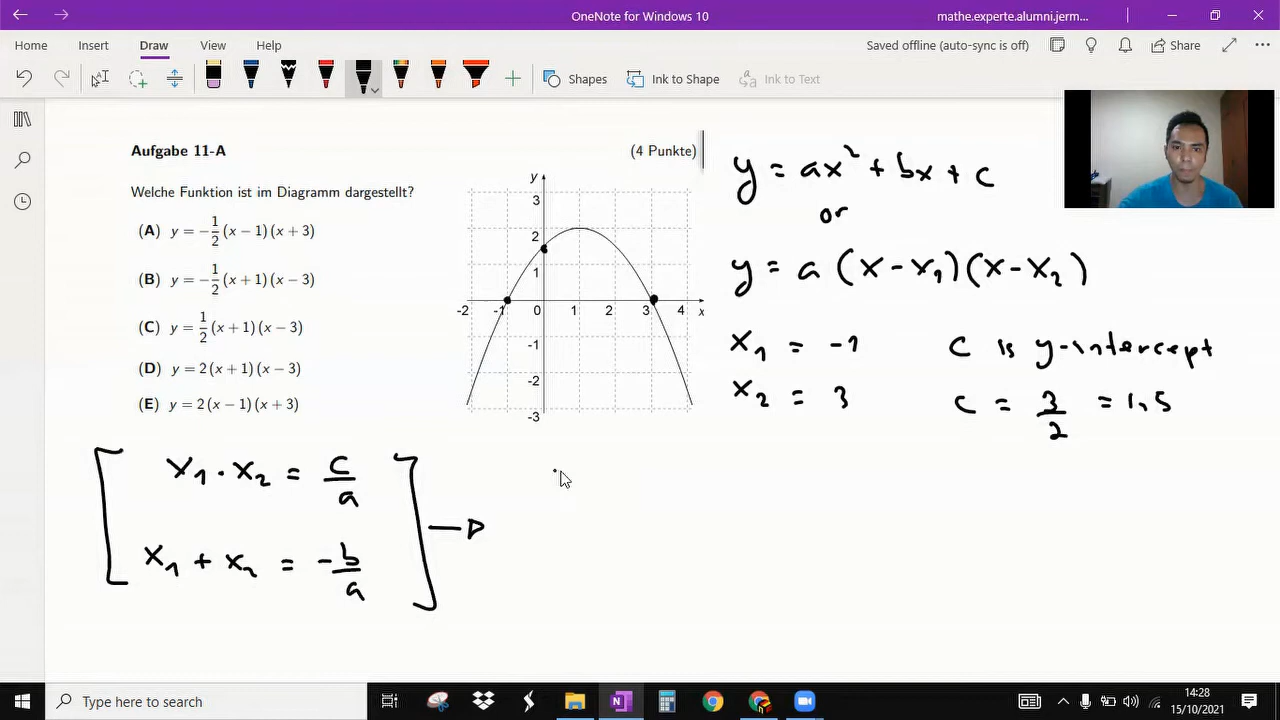 OneNote for Windows 10
mathe.experte.alumni.jerm...
Home Insert Draw View Help
Saved offline (auto-sync is off)
Share
Shapes
Ink to Shape
Ink to Text
Aufgabe 11-A (4 Punkte)
Welche Funktion ist im Diagramm dargestellt?
(A) y = -1/2 (x - 1) (x + 3)
(B) y = -1/2 (x + 1) (x - 3)
(C) y = 1/2 (x + 1) (x - 3)
(D) y = 2 (x + 1) (x - 3)
(E) y = 2 (x - 1) (x + 3)
y
3
2
1
-2 -1 0 1 2 3 4 x
-1
-2
-3
y = ax² + bx + c
or
y = a (x - x₁)(x - x₂)
x₁ = -1
x₂ = 3
c is y-intercept
c = 3/2 = 1,5
x₁ · x₂ = c/a
x₁ + x₂ = -b/a
Type here to search
14:28
15/10/2021